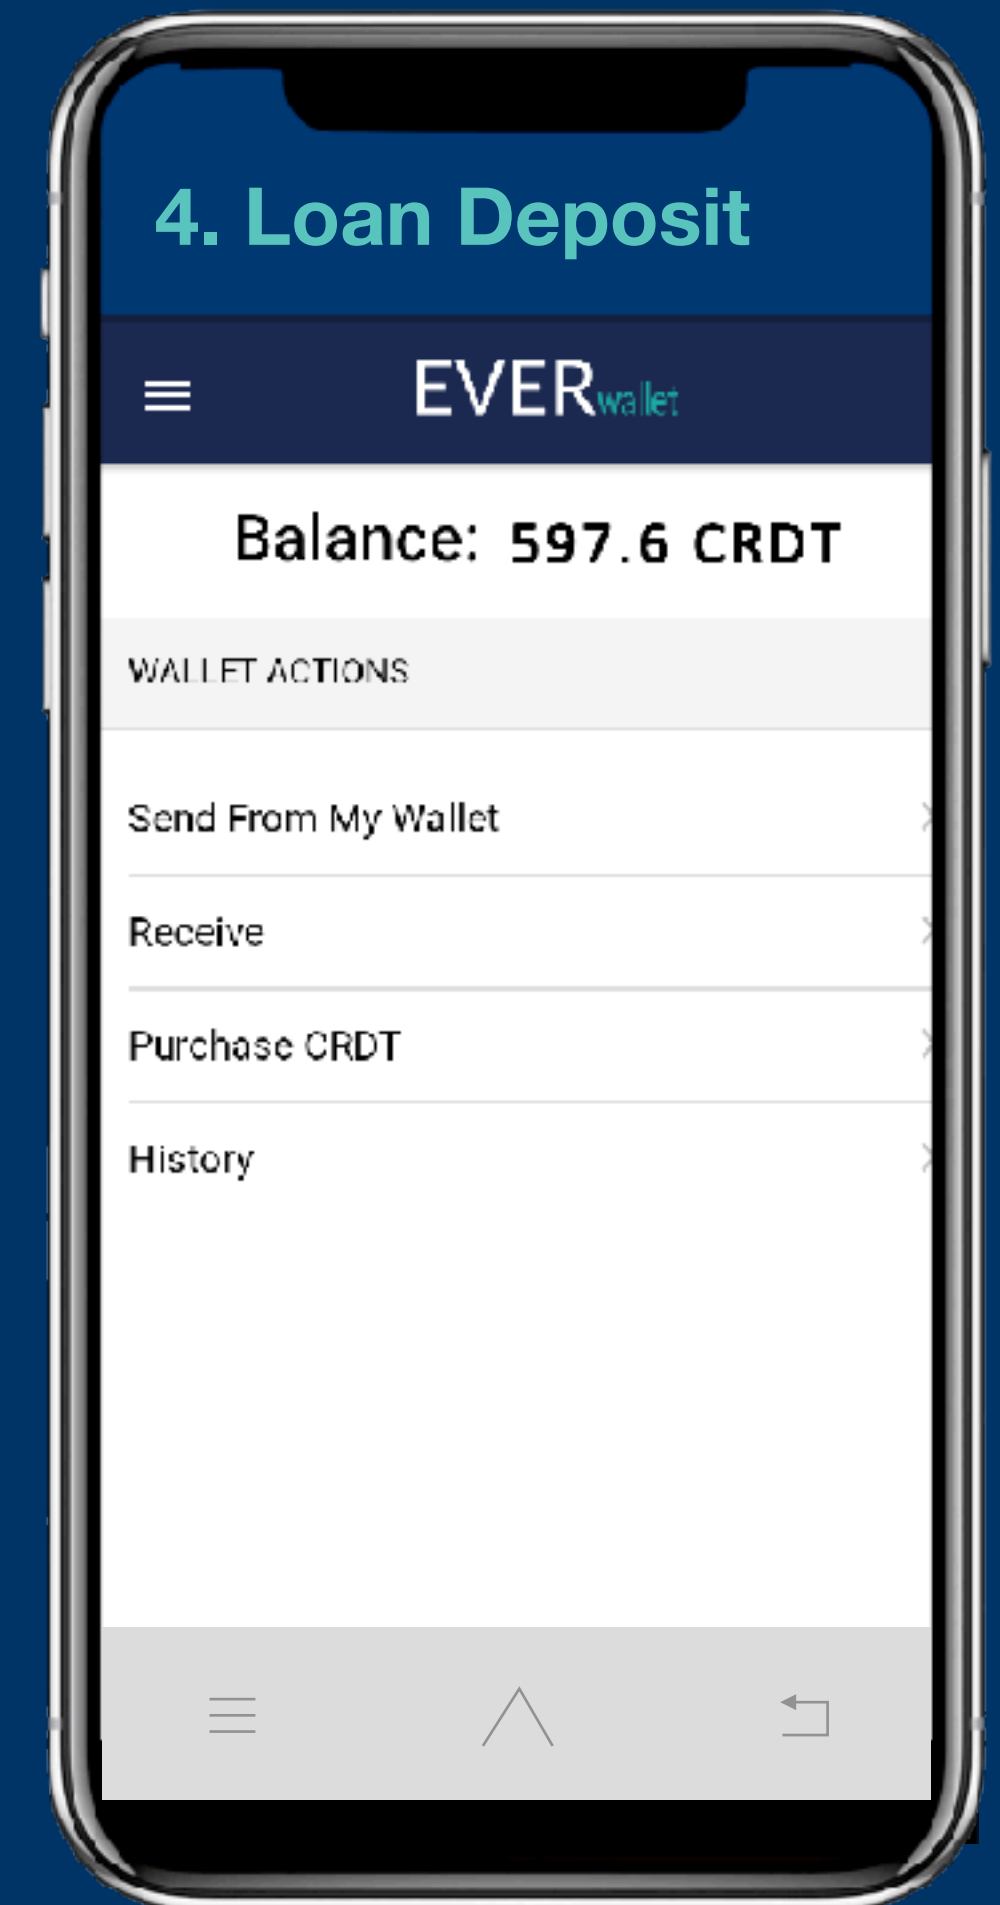 4. Loan Deposit
EVERwallet
Balance: 597.6 CRDT
WALLET ACTIONS
Send From My Wallet
Receive
Purchase CRDT
History